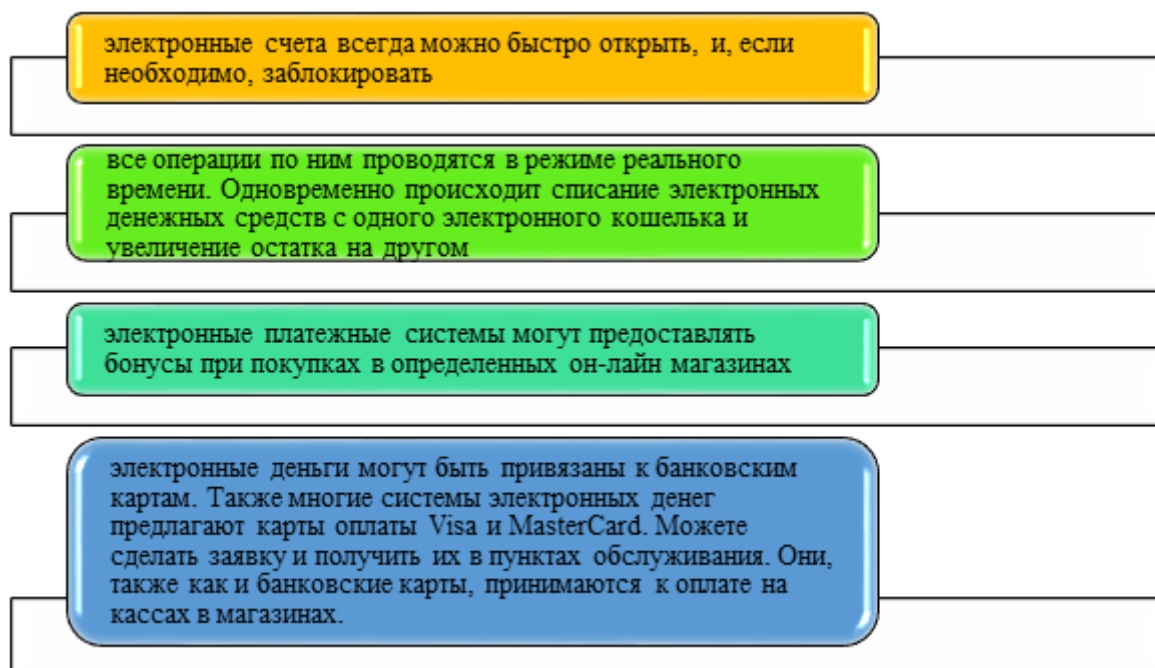 электронные счета всегда можно быстро открыть, и, если
необходимо, заблокировать
все операции по ним проводятся в режиме реального
времени. Одновременно происходит списание электронных
денежных средств с одного электронного кошелька и
увеличение остатка на другом
электронные платежные системы могут предоставлять
бонусы при покупках в определенных он-лайн магазинах
электронные деньги могут быть привязаны к банковским
картам. Также многие системы электронных денег
предлагают карты оплаты Visa и MasterCard. Можете
сделать заявку и получить их в пунктах обслуживания. Они,
также как и банковские карты, принимаются к оплате на
кассах в магазинах.